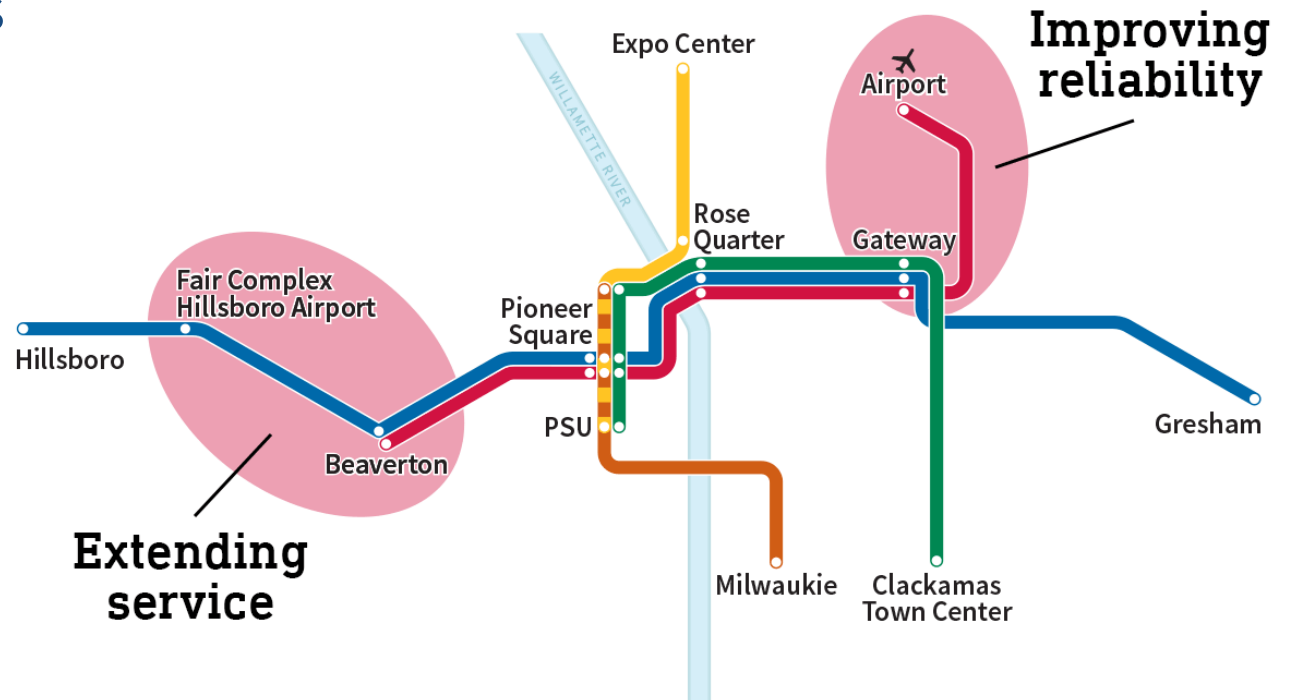 Expo Center
Improving
reliability
Airport
WILLAMETTE RIVER
Rose
Quarter
Gateway
Fair Complex
Hillsboro Airport
Pioneer
Square
Hillsboro
PSU
Gresham
Beaverton
Extending
service
Milwaukie
Clackamas
Town Center